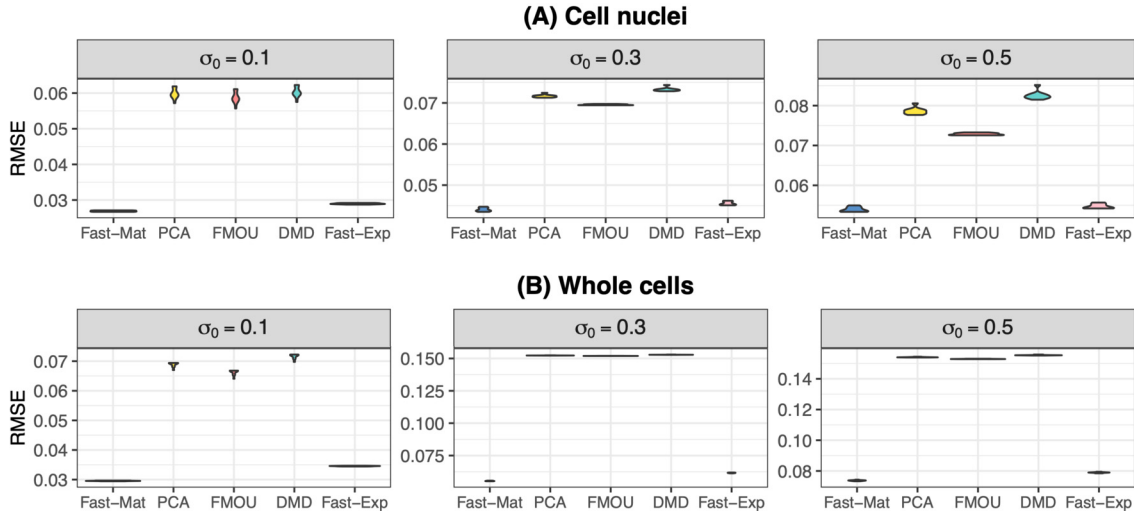 (A) Cell nuclei
σ₀ = 0.1
σ₀ = 0.3
σ₀ = 0.5
RMSE
0.06
0.05
0.04
0.03
0.07
0.06
0.05
0.08
0.07
0.06
Fast−Mat PCA FMOU DMD Fast−Exp
Fast−Mat PCA FMOU DMD Fast−Exp
Fast−Mat PCA FMOU DMD Fast−Exp
(B) Whole cells
σ₀ = 0.1
σ₀ = 0.3
σ₀ = 0.5
RMSE
0.07
0.06
0.05
0.04
0.03
0.150
0.125
0.100
0.075
0.14
0.12
0.10
0.08
Fast−Mat PCA FMOU DMD Fast−Exp
Fast−Mat PCA FMOU DMD Fast−Exp
Fast−Mat PCA FMOU DMD Fast−Exp